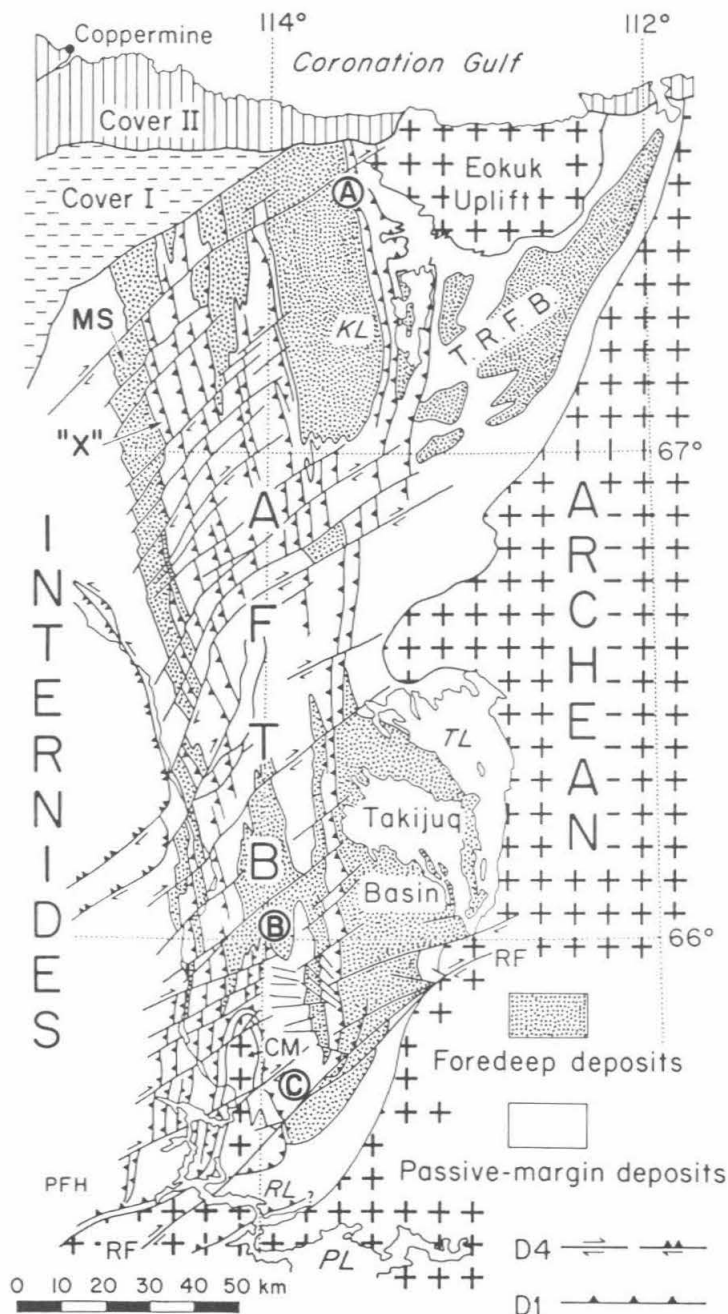 114°
112°
Coppermine
Coronation Gulf
Cover II
Cover I
Eokuk
Uplift
A
MS
KL
T. R. F. B.
"X"
67°
A
F
T
B
INTERNIDES
ARCHEAN
TL
Takijuq
Basin
B
66°
RF
CM
C
Foredeep deposits
Passive-margin deposits
PFH
RL
RF
PL
D4
D1
0 10 20 30 40 50 km